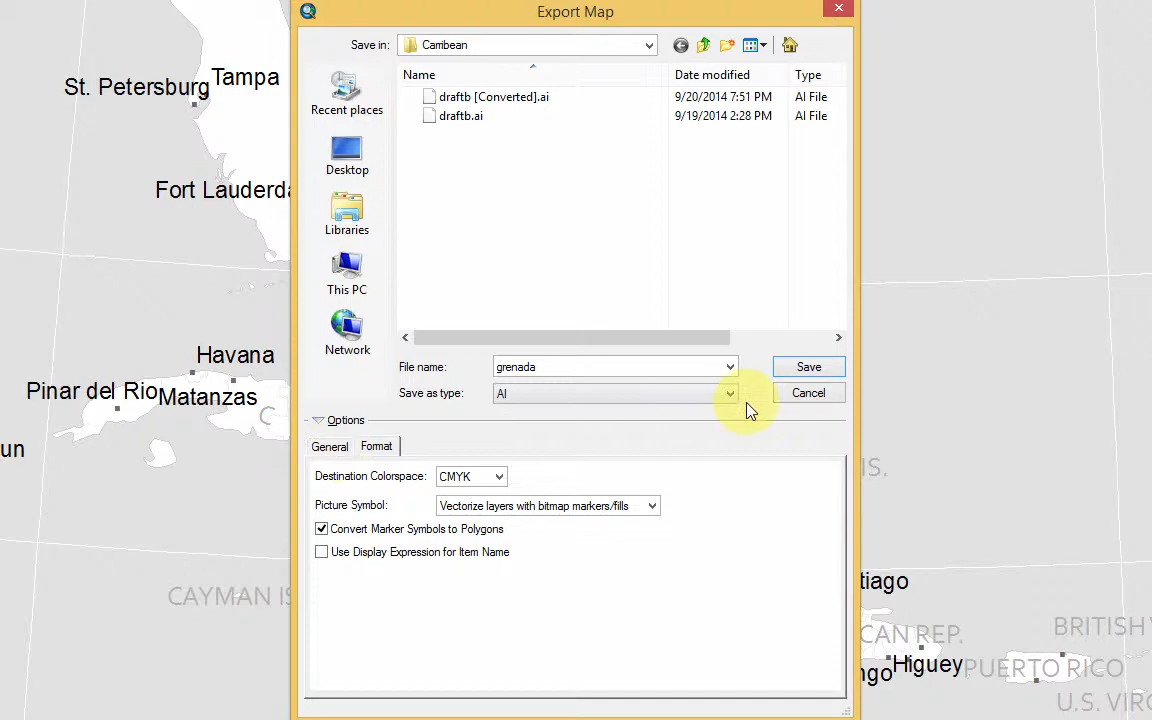 Export Map
Save in: Carribean
Name Date modified Type
draftb [Converted].ai 9/20/2014 7:51 PM AI File
draftb.ai 9/19/2014 2:28 PM AI File
Recent places
Desktop
Libraries
This PC
Network
File name: grenada Save
Save as type: AI Cancel
Options
General Format
Destination Colorspace: CMYK
Picture Symbol: Vectorize layers with bitmap markers/fills
Convert Marker Symbols to Polygons
Use Display Expression for Item Name
Tampa
St. Petersburg
Fort Lauderda
Havana
Pinar del Rio
Matanzas
C
un
CAYMAN IS
IS.
tiago
CAN REP.
BRITISH V
Higuey
ngo
PUERTO RICO
U.S. VIRG